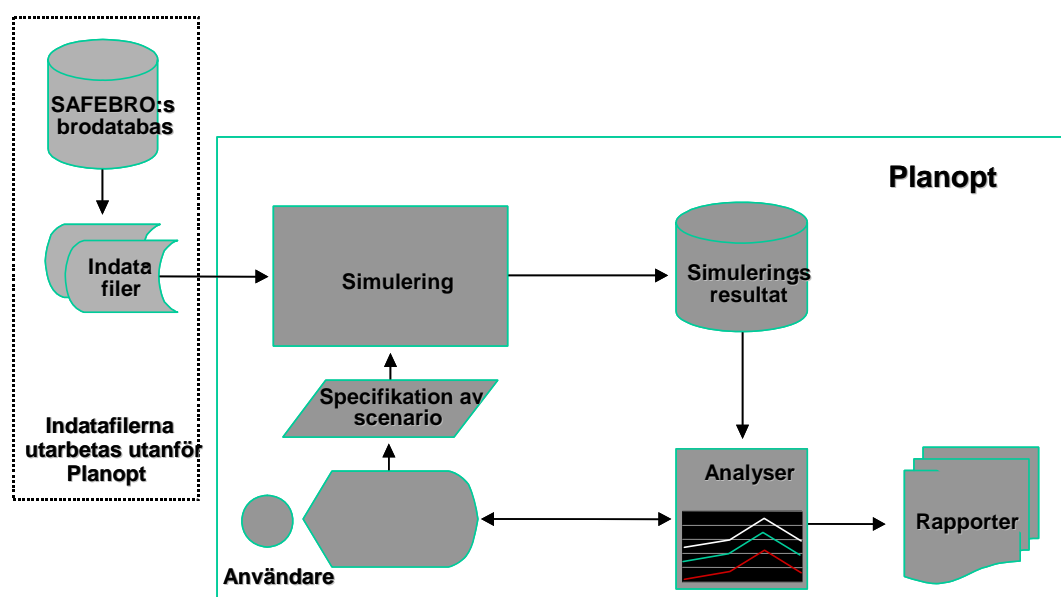 SAFEBRO:s
brodatabas
Indata
filer
Indatafilerna
utarbetas utanför
Planopt
Planopt
Simulering
Simulerings
resultat
Specifikation av
scenario
Användare
Analyser
Rapporter